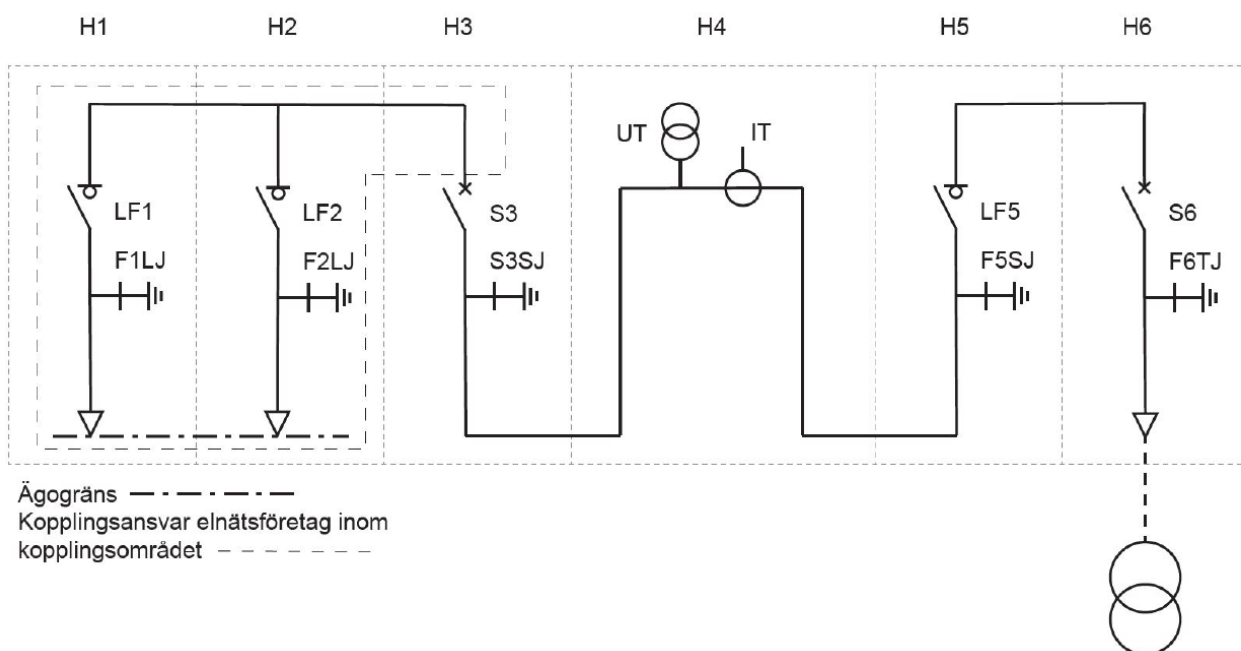 H1 H2 H3 H4 H5 H6
UT IT
LF1 LF2 S3 LF5 S6
F1LJ F2LJ S3SJ F5SJ F6TJ
Ägogräns
Kopplingsansvar elnätsföretag inom
kopplingsområdet